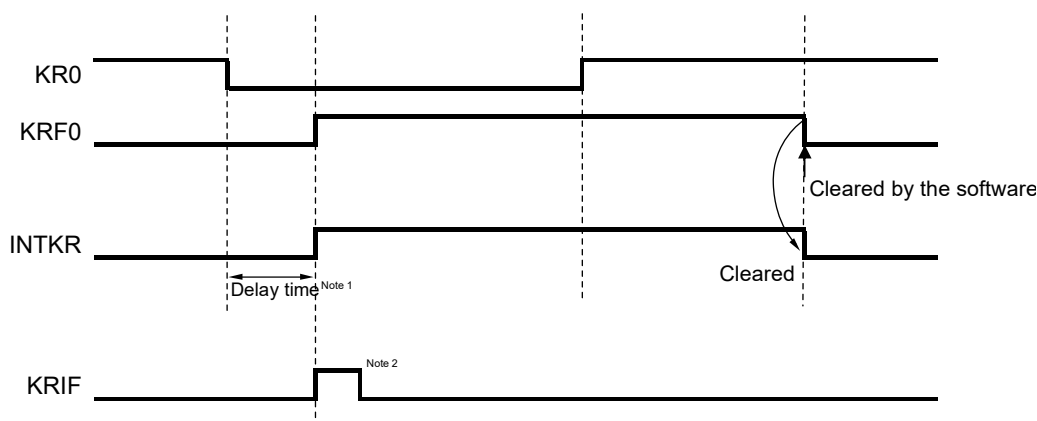 KR0
KRF0
Cleared by the software
INTKR
Cleared
Delay time Note 1
Note 2
KRIF